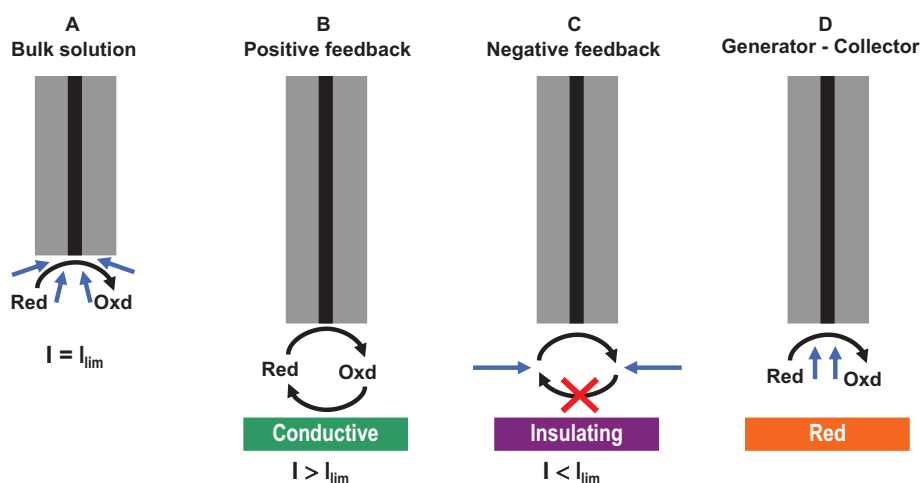 A
Bulk solution
Red
Oxd
I = Ilim
B
Positive feedback
Red
Oxd
Conductive
I > Ilim
C
Negative feedback
Insulating
I < Ilim
D
Generator - Collector
Red
Oxd
Red